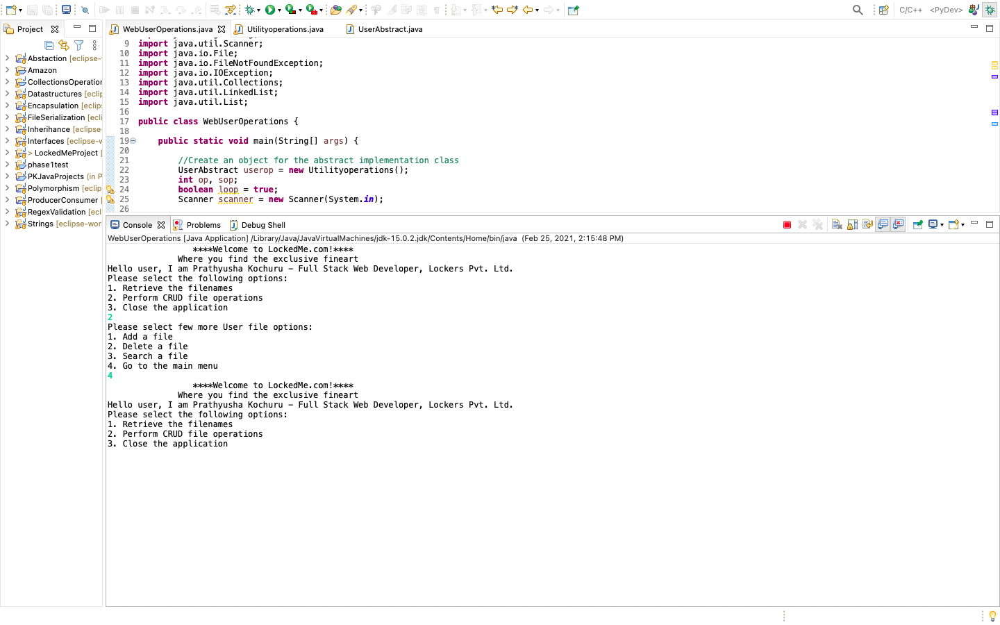 C/C++ <PyDev>
Project
WebUserOperations.java Utilityoperations.java UserAbstract.java
Abstaction [eclipse-
Amazon
CollectionsOperation
Datastructures [eclip
Encapsulation [eclips
FileSerialization [ecli
Inherihance [eclipse-
Interfaces [eclipse-w
> LockedMeProject [
phase1test
PKJavaProjects (in P
Polymorphism [eclip
ProducerConsumer [
RegexValidation [ecl
Strings [eclipse-wor
9 import java.util.Scanner;
10 import java.io.File;
11 import java.io.FileNotFoundException;
12 import java.io.IOException;
13 import java.util.Collections;
14 import java.util.LinkedList;
15 import java.util.List;
16
17 public class WebUserOperations {
18
19 public static void main(String[] args) {
20
21 //Create an object for the abstract implementation class
22 UserAbstract userop = new Utilityoperations();
23 int op, sop;
24 boolean loop = true;
25 Scanner scanner = new Scanner(System.in);
26
Console Problems Debug Shell
WebUserOperations [Java Application] /Library/Java/JavaVirtualMachines/jdk-15.0.2.jdk/Contents/Home/bin/java (Feb 25, 2021, 2:15:48 PM)
****Welcome to LockedMe.com!****
Where you find the exclusive fineart
Hello user, I am Prathyusha Kochuru – Full Stack Web Developer, Lockers Pvt. Ltd.
Please select the following options:
1. Retrieve the filenames
2. Perform CRUD file operations
3. Close the application
2
Please select few more User file options:
1. Add a file
2. Delete a file
3. Search a file
4. Go to the main menu
4
****Welcome to LockedMe.com!****
Where you find the exclusive fineart
Hello user, I am Prathyusha Kochuru – Full Stack Web Developer, Lockers Pvt. Ltd.
Please select the following options:
1. Retrieve the filenames
2. Perform CRUD file operations
3. Close the application